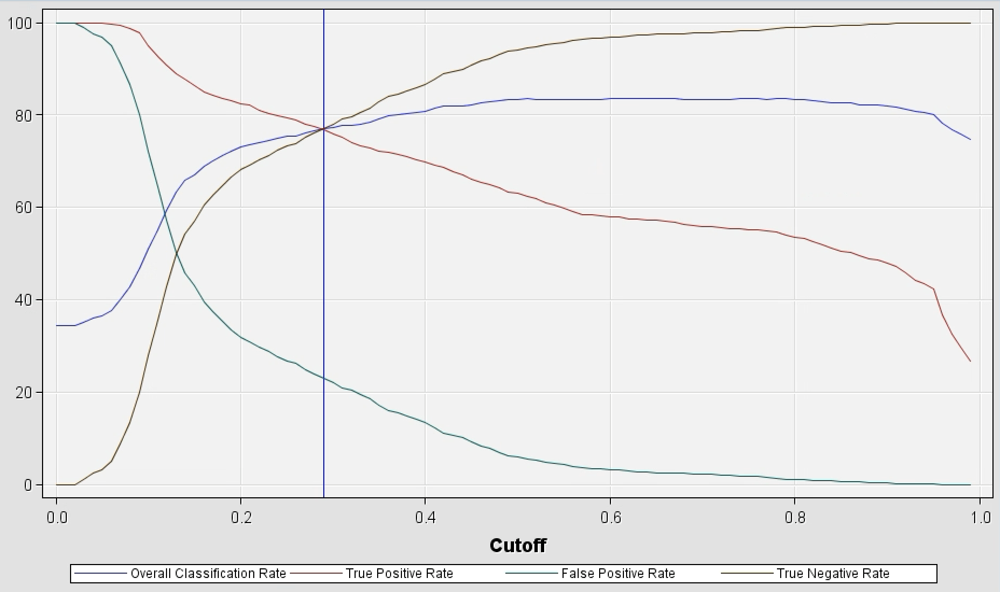 100
80
60
40
20
0
0.0 0.2 0.4 0.6 0.8 1.0
Cutoff
Overall Classification Rate True Positive Rate False Positive Rate True Negative Rate